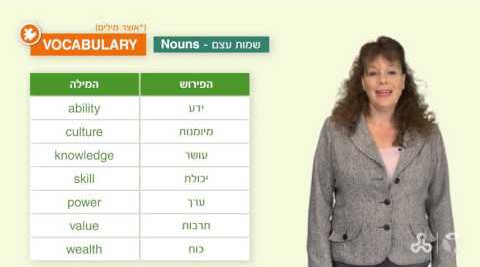 (*אוצר מילים)
VOCABULARY
Nouns - שמות עצם
המילה הפירוש
ability ידע
culture מיומנות
knowledge עושר
skill יכולת
power ערך
value תרבות
wealth כוח